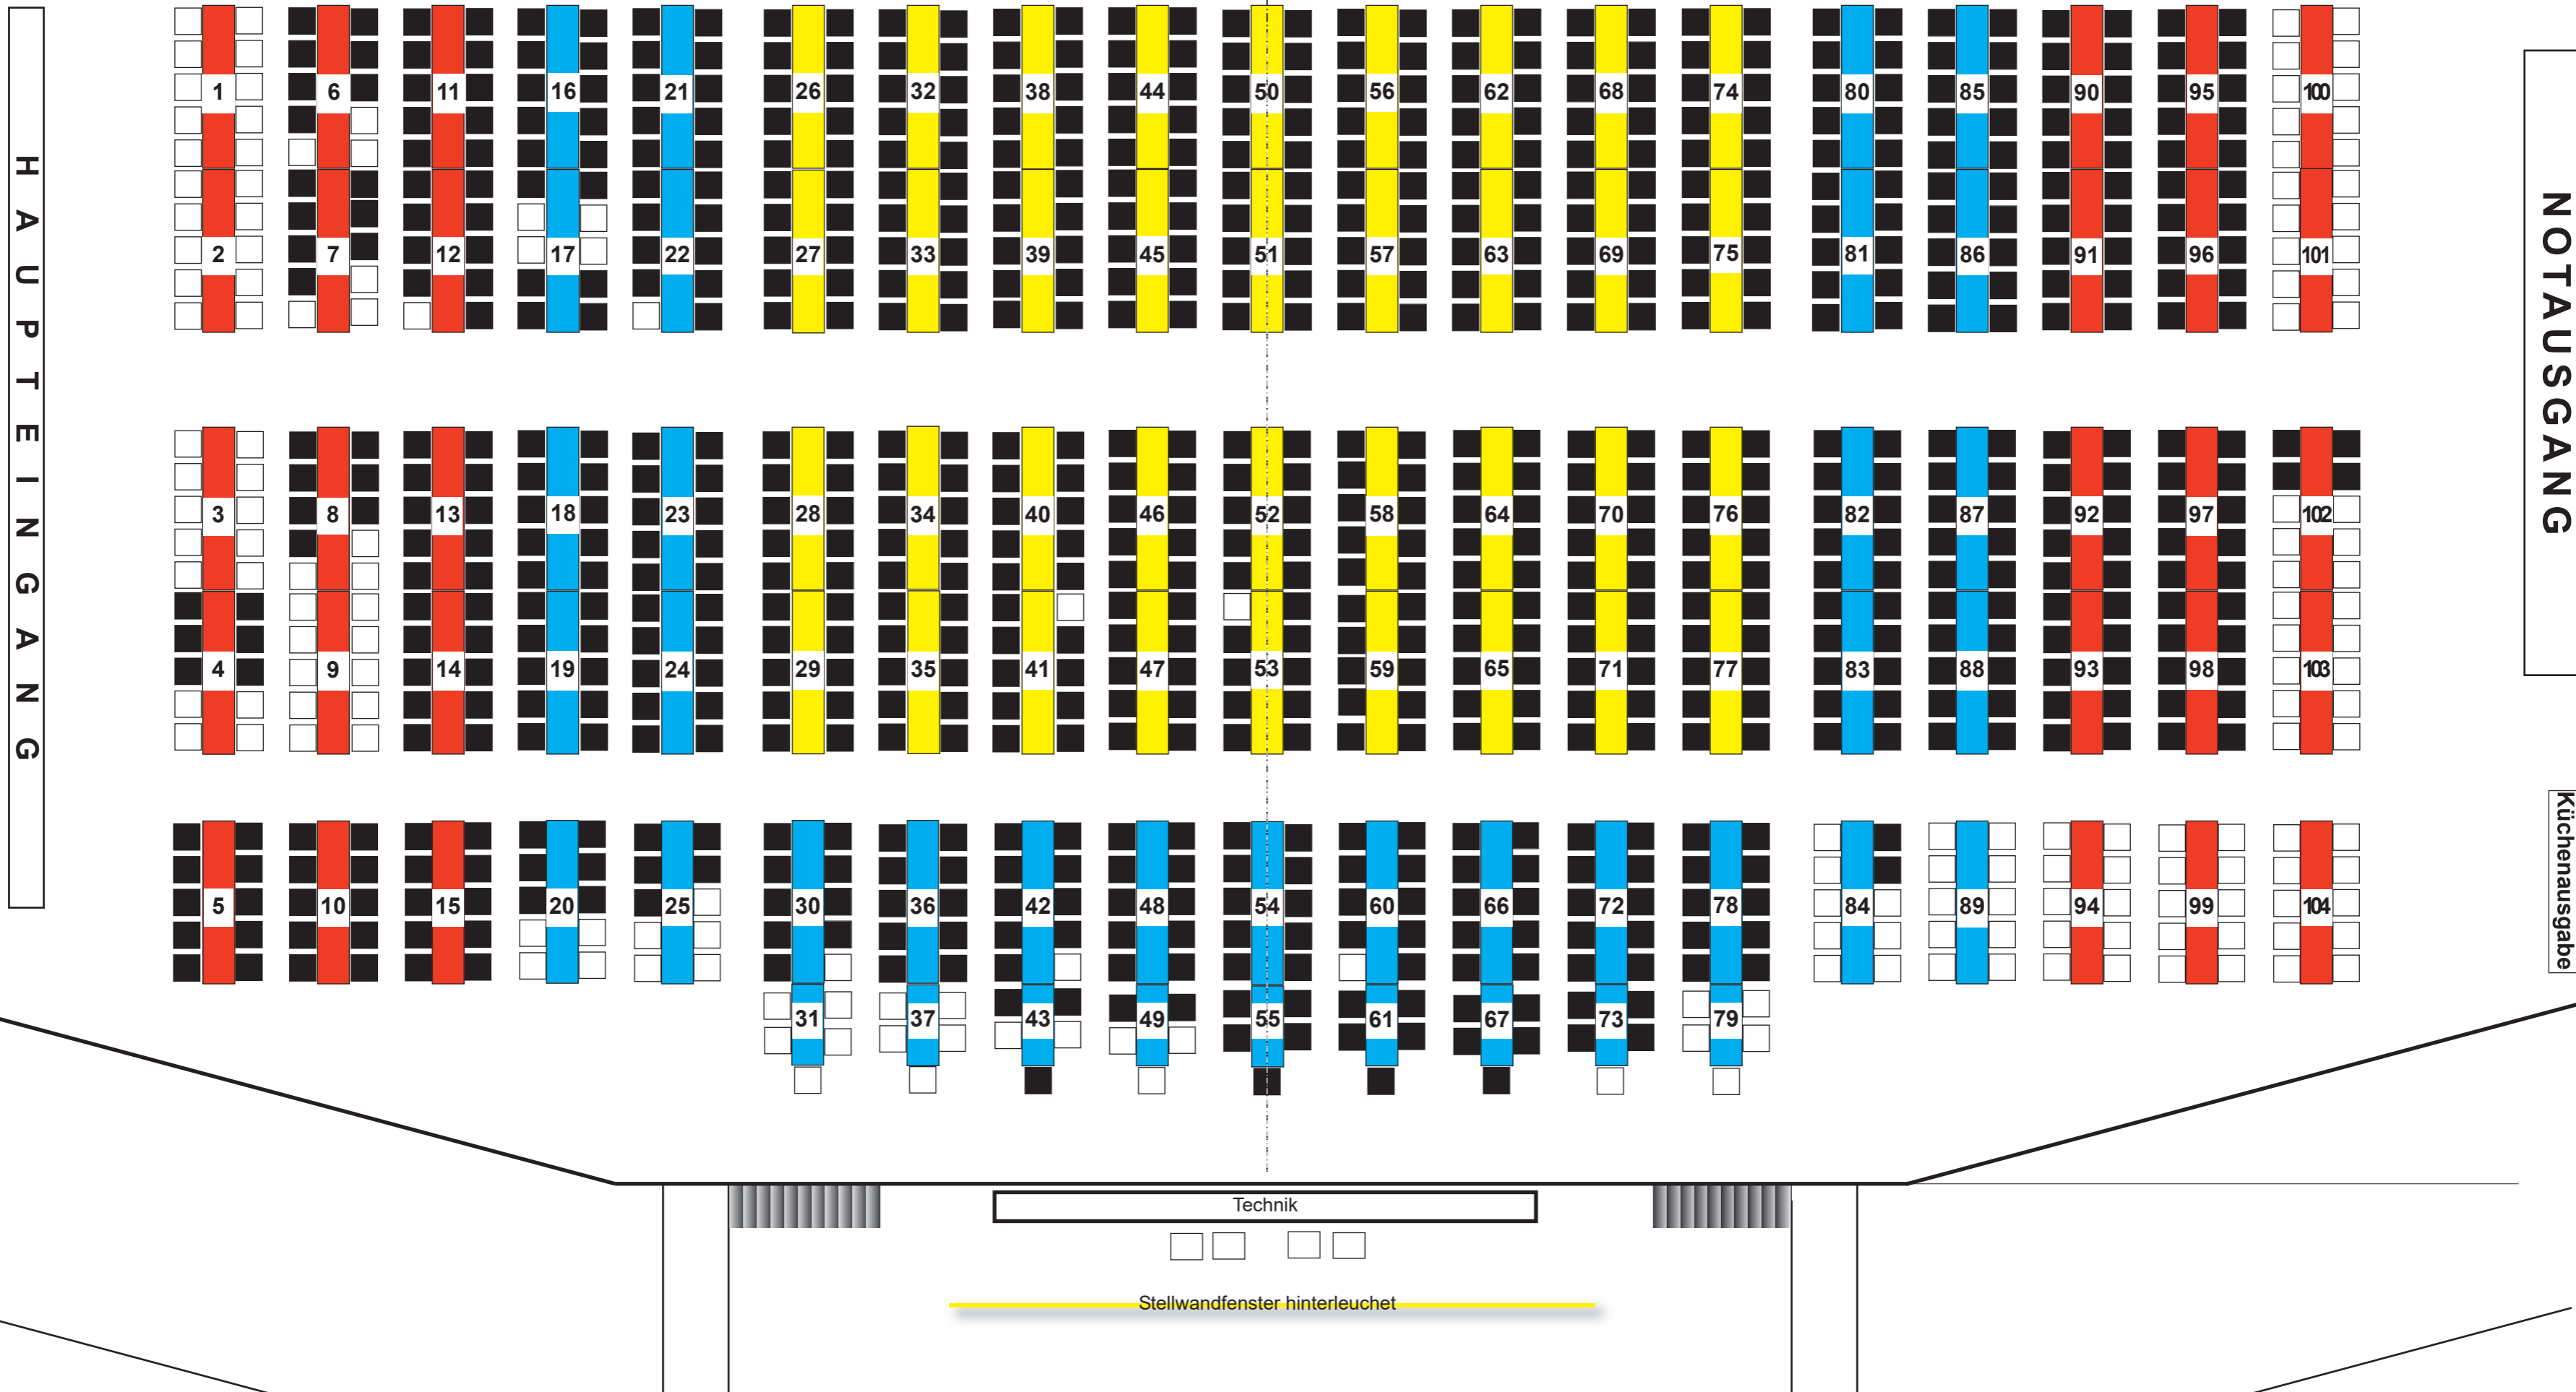 1 6 11 16 21 26 32 38 44 50 56 62 68 74 80 85 90 95 100
2 7 12 17 22 27 33 39 45 51 57 63 69 75 81 86 91 96 101
3 8 13 18 23 28 34 40 46 52 58 64 70 76 82 87 92 97 102
4 9 14 19 24 29 35 41 47 53 59 65 71 77 83 88 93 98 103
5 10 15 20 25 30 36 42 48 54 60 66 72 78 84 89 94 99 104
31 37 43 49 55 61 67 73 79
HAUPTEINGANG
NOTAUSGANG
Küchenausgabe
Technik
Stellwandfenster hinterleuchet